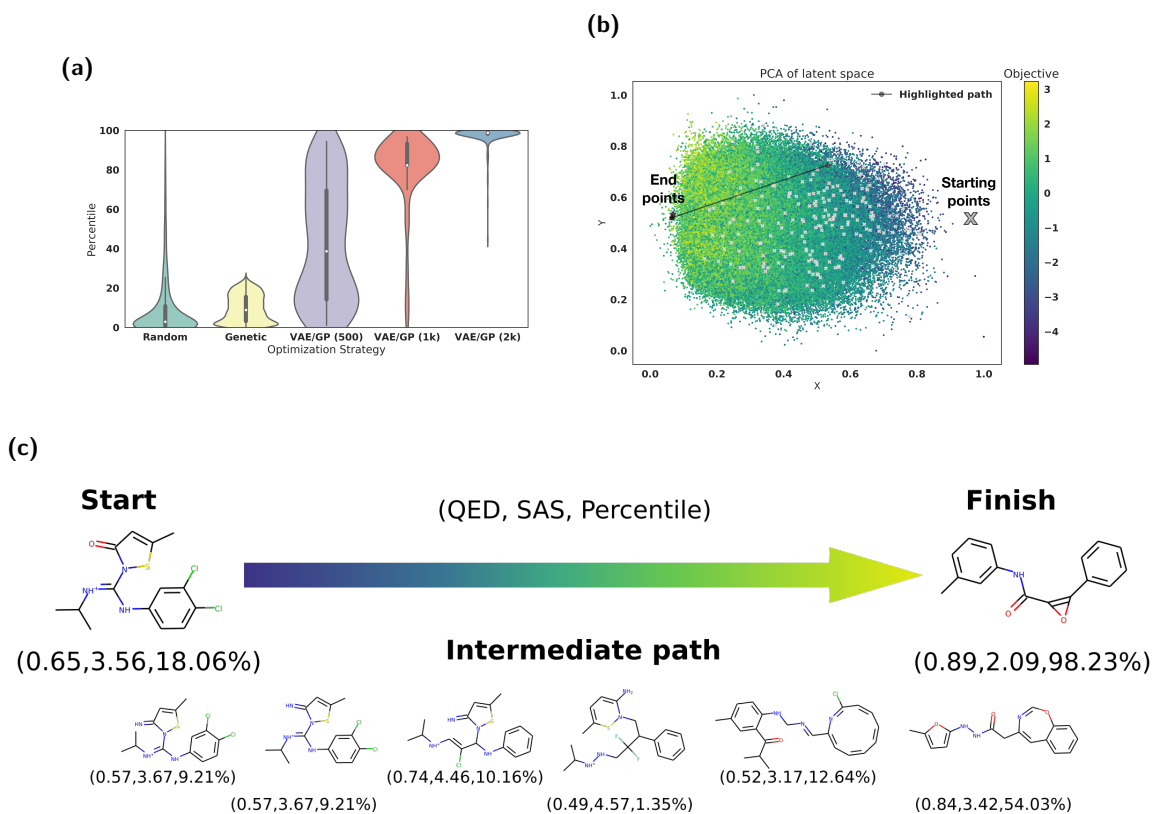 (a)
100
80
60
40
20
0
Percentile
Random Genetic VAE/GP (500) VAE/GP (1k) VAE/GP (2k)
Optimization Strategy
(b)
PCA of latent space
Objective
Highlighted path
1.0
0.8
0.6
0.4
0.2
0.0
Y
End
points
Starting
points
X
0.0 0.2 0.4 0.6 0.8 1.0
X
3
2
1
0
−1
−2
−3
−4
(c)
Start
(QED, SAS, Percentile)
Finish
(0.65,3.56,18.06%)
(0.89,2.09,98.23%)
Intermediate path
(0.57,3.67,9.21%)
(0.57,3.67,9.21%)
(0.74,4.46,10.16%)
(0.49,4.57,1.35%)
(0.52,3.17,12.64%)
(0.84,3.42,54.03%)